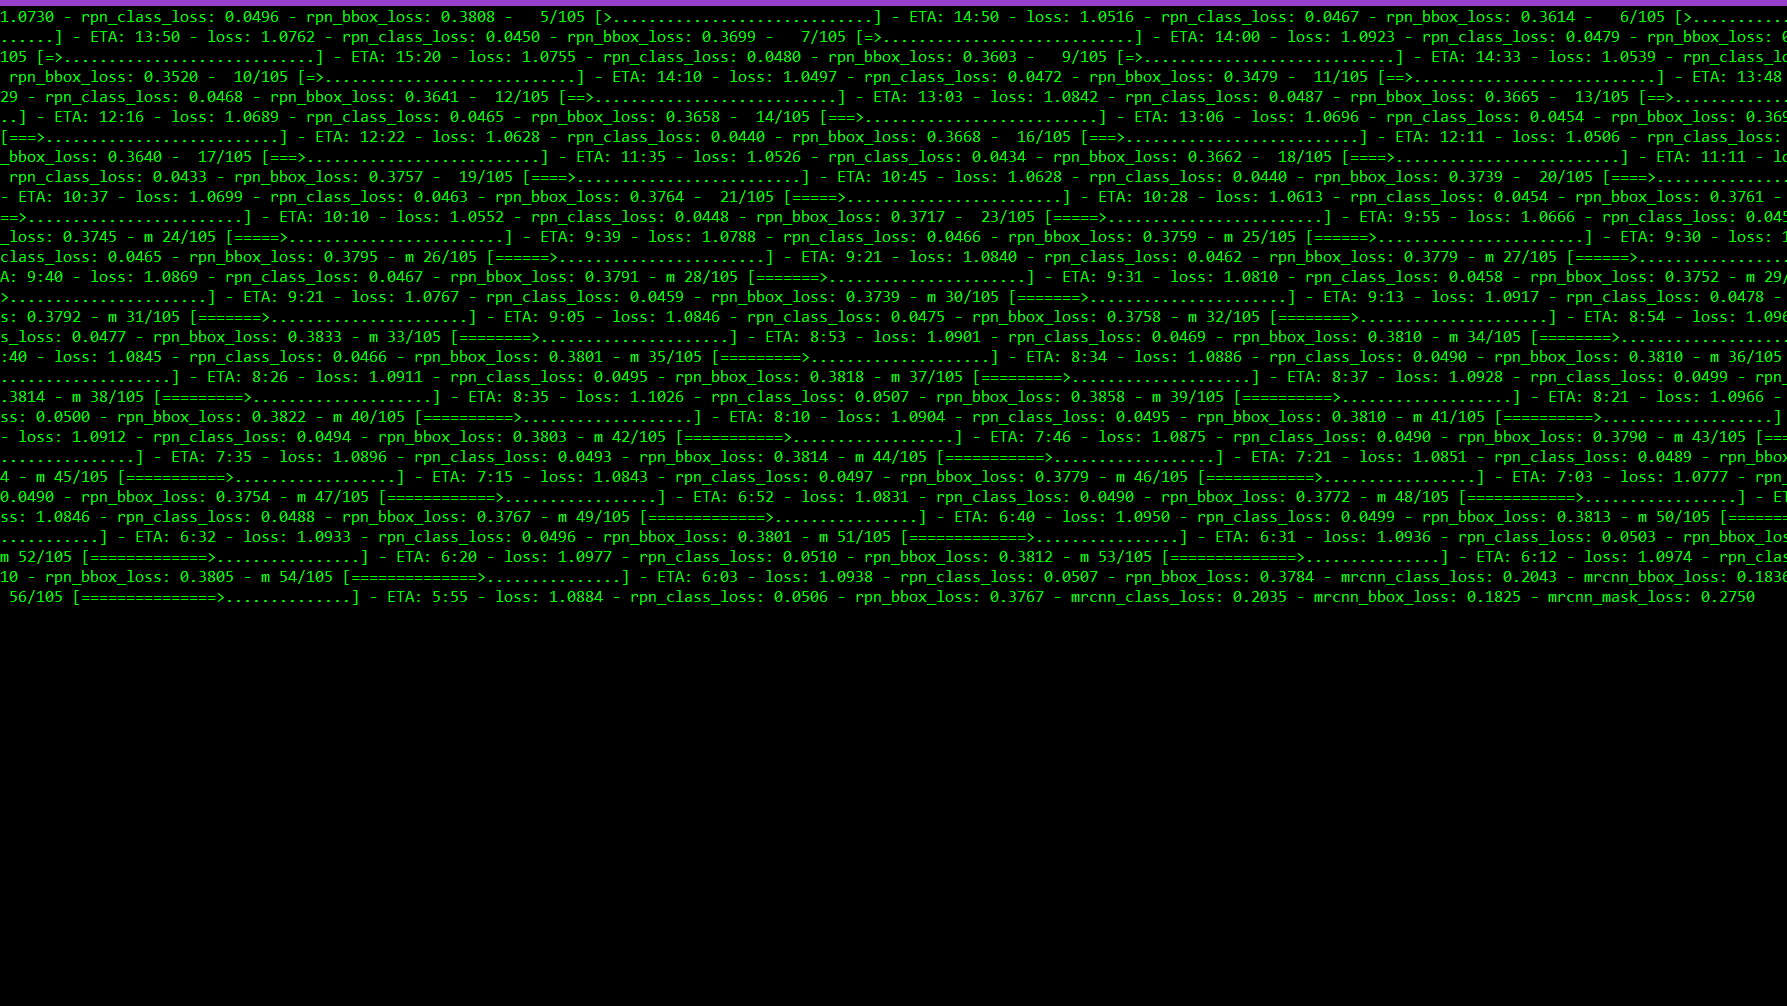 1.0730 - rpn_class_loss: 0.0496 - rpn_bbox_loss: 0.3808 -   5/105 [>.............................] - ETA: 14:50 - loss: 1.0516 - rpn_class_loss: 0.0467 - rpn_bbox_loss: 0.3614 -   6/105 [>..........
......] - ETA: 13:50 - loss: 1.0762 - rpn_class_loss: 0.0450 - rpn_bbox_loss: 0.3699 -   7/105 [=>............................] - ETA: 14:00 - loss: 1.0923 - rpn_class_loss: 0.0479 - rpn_bbox_loss: 0
105 [=>............................] - ETA: 15:20 - loss: 1.0755 - rpn_class_loss: 0.0480 - rpn_bbox_loss: 0.3603 -   9/105 [=>............................] - ETA: 14:33 - loss: 1.0539 - rpn_class_lo
 rpn_bbox_loss: 0.3520 -  10/105 [=>............................] - ETA: 14:10 - loss: 1.0497 - rpn_class_loss: 0.0472 - rpn_bbox_loss: 0.3479 -  11/105 [==>...........................] - ETA: 13:48
29 - rpn_class_loss: 0.0468 - rpn_bbox_loss: 0.3641 -  12/105 [==>...........................] - ETA: 13:03 - loss: 1.0842 - rpn_class_loss: 0.0487 - rpn_bbox_loss: 0.3665 -  13/105 [==>............
..] - ETA: 12:16 - loss: 1.0689 - rpn_class_loss: 0.0465 - rpn_bbox_loss: 0.3658 -  14/105 [===>..........................] - ETA: 13:06 - loss: 1.0696 - rpn_class_loss: 0.0454 - rpn_bbox_loss: 0.369
[===>..........................] - ETA: 12:22 - loss: 1.0628 - rpn_class_loss: 0.0440 - rpn_bbox_loss: 0.3668 -  16/105 [===>..........................] - ETA: 12:11 - loss: 1.0506 - rpn_class_loss:
_bbox_loss: 0.3640 -  17/105 [===>..........................] - ETA: 11:35 - loss: 1.0526 - rpn_class_loss: 0.0434 - rpn_bbox_loss: 0.3662 -  18/105 [====>.........................] - ETA: 11:11 - lo
 rpn_class_loss: 0.0433 - rpn_bbox_loss: 0.3757 -  19/105 [====>.........................] - ETA: 10:45 - loss: 1.0628 - rpn_class_loss: 0.0440 - rpn_bbox_loss: 0.3739 -  20/105 [====>..............
- ETA: 10:37 - loss: 1.0699 - rpn_class_loss: 0.0463 - rpn_bbox_loss: 0.3764 -  21/105 [=====>........................] - ETA: 10:28 - loss: 1.0613 - rpn_class_loss: 0.0454 - rpn_bbox_loss: 0.3761 -
==>........................] - ETA: 10:10 - loss: 1.0552 - rpn_class_loss: 0.0448 - rpn_bbox_loss: 0.3717 -  23/105 [=====>........................] - ETA: 9:55 - loss: 1.0666 - rpn_class_loss: 0.045
_loss: 0.3745 - m 24/105 [=====>........................] - ETA: 9:39 - loss: 1.0788 - rpn_class_loss: 0.0466 - rpn_bbox_loss: 0.3759 - m 25/105 [======>.......................] - ETA: 9:30 - loss: 1
class_loss: 0.0465 - rpn_bbox_loss: 0.3795 - m 26/105 [======>.......................] - ETA: 9:21 - loss: 1.0840 - rpn_class_loss: 0.0462 - rpn_bbox_loss: 0.3779 - m 27/105 [======>................
A: 9:40 - loss: 1.0869 - rpn_class_loss: 0.0467 - rpn_bbox_loss: 0.3791 - m 28/105 [=======>......................] - ETA: 9:31 - loss: 1.0810 - rpn_class_loss: 0.0458 - rpn_bbox_loss: 0.3752 - m 29/
>......................] - ETA: 9:21 - loss: 1.0767 - rpn_class_loss: 0.0459 - rpn_bbox_loss: 0.3739 - m 30/105 [=======>......................] - ETA: 9:13 - loss: 1.0917 - rpn_class_loss: 0.0478 -
s: 0.3792 - m 31/105 [=======>......................] - ETA: 9:05 - loss: 1.0846 - rpn_class_loss: 0.0475 - rpn_bbox_loss: 0.3758 - m 32/105 [========>.....................] - ETA: 8:54 - loss: 1.096
s_loss: 0.0477 - rpn_bbox_loss: 0.3833 - m 33/105 [========>.....................] - ETA: 8:53 - loss: 1.0901 - rpn_class_loss: 0.0469 - rpn_bbox_loss: 0.3810 - m 34/105 [========>..................
:40 - loss: 1.0845 - rpn_class_loss: 0.0466 - rpn_bbox_loss: 0.3801 - m 35/105 [=========>....................] - ETA: 8:34 - loss: 1.0886 - rpn_class_loss: 0.0490 - rpn_bbox_loss: 0.3810 - m 36/105
...................] - ETA: 8:26 - loss: 1.0911 - rpn_class_loss: 0.0495 - rpn_bbox_loss: 0.3818 - m 37/105 [=========>....................] - ETA: 8:37 - loss: 1.0928 - rpn_class_loss: 0.0499 - rpn_
.3814 - m 38/105 [=========>....................] - ETA: 8:35 - loss: 1.1026 - rpn_class_loss: 0.0507 - rpn_bbox_loss: 0.3858 - m 39/105 [==========>...................] - ETA: 8:21 - loss: 1.0966 -
ss: 0.0500 - rpn_bbox_loss: 0.3822 - m 40/105 [==========>...................] - ETA: 8:10 - loss: 1.0904 - rpn_class_loss: 0.0495 - rpn_bbox_loss: 0.3810 - m 41/105 [==========>...................]
- loss: 1.0912 - rpn_class_loss: 0.0494 - rpn_bbox_loss: 0.3803 - m 42/105 [===========>..................] - ETA: 7:46 - loss: 1.0875 - rpn_class_loss: 0.0490 - rpn_bbox_loss: 0.3790 - m 43/105 [===
...............] - ETA: 7:35 - loss: 1.0896 - rpn_class_loss: 0.0493 - rpn_bbox_loss: 0.3814 - m 44/105 [===========>..................] - ETA: 7:21 - loss: 1.0851 - rpn_class_loss: 0.0489 - rpn_bbox
4 - m 45/105 [===========>..................] - ETA: 7:15 - loss: 1.0843 - rpn_class_loss: 0.0497 - rpn_bbox_loss: 0.3779 - m 46/105 [============>.................] - ETA: 7:03 - loss: 1.0777 - rpn_
0.0490 - rpn_bbox_loss: 0.3754 - m 47/105 [============>.................] - ETA: 6:52 - loss: 1.0831 - rpn_class_loss: 0.0490 - rpn_bbox_loss: 0.3772 - m 48/105 [============>.................] - ET
ss: 1.0846 - rpn_class_loss: 0.0488 - rpn_bbox_loss: 0.3767 - m 49/105 [=============>................] - ETA: 6:40 - loss: 1.0950 - rpn_class_loss: 0.0499 - rpn_bbox_loss: 0.3813 - m 50/105 [=======
...........] - ETA: 6:32 - loss: 1.0933 - rpn_class_loss: 0.0496 - rpn_bbox_loss: 0.3801 - m 51/105 [=============>................] - ETA: 6:31 - loss: 1.0936 - rpn_class_loss: 0.0503 - rpn_bbox_los
m 52/105 [=============>................] - ETA: 6:20 - loss: 1.0977 - rpn_class_loss: 0.0510 - rpn_bbox_loss: 0.3812 - m 53/105 [==============>...............] - ETA: 6:12 - loss: 1.0974 - rpn_clas
10 - rpn_bbox_loss: 0.3805 - m 54/105 [==============>...............] - ETA: 6:03 - loss: 1.0938 - rpn_class_loss: 0.0507 - rpn_bbox_loss: 0.3784 - mrcnn_class_loss: 0.2043 - mrcnn_bbox_loss: 0.1836
 56/105 [===============>..............] - ETA: 5:55 - loss: 1.0884 - rpn_class_loss: 0.0506 - rpn_bbox_loss: 0.3767 - mrcnn_class_loss: 0.2035 - mrcnn_bbox_loss: 0.1825 - mrcnn_mask_loss: 0.2750